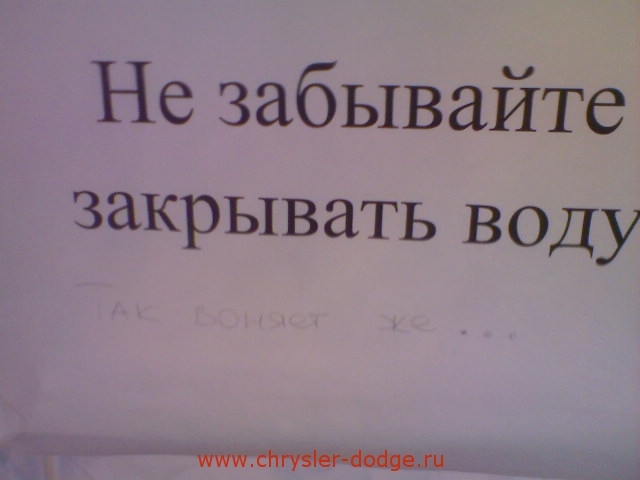 Не забывайте
закрывать воду
Так воняет же ....
www.chrysler-dodge.ru